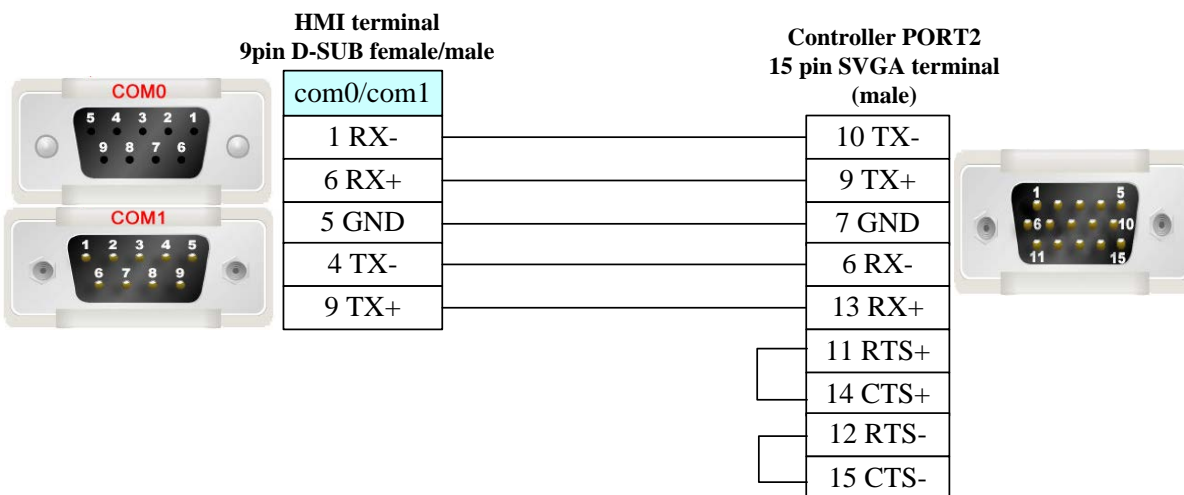 HMI terminal
9pin D-SUB female/male
Controller PORT2
15 pin SVGA terminal
(male)
COM0
5 4 3 2 1
9 8 7 6
COM1
1 2 3 4 5
6 7 8 9
com0/com1
1 RX-
6 RX+
5 GND
4 TX-
9 TX+
10 TX-
9 TX+
7 GND
6 RX-
13 RX+
11 RTS+
14 CTS+
12 RTS-
15 CTS-
1 5
6 10
11 15